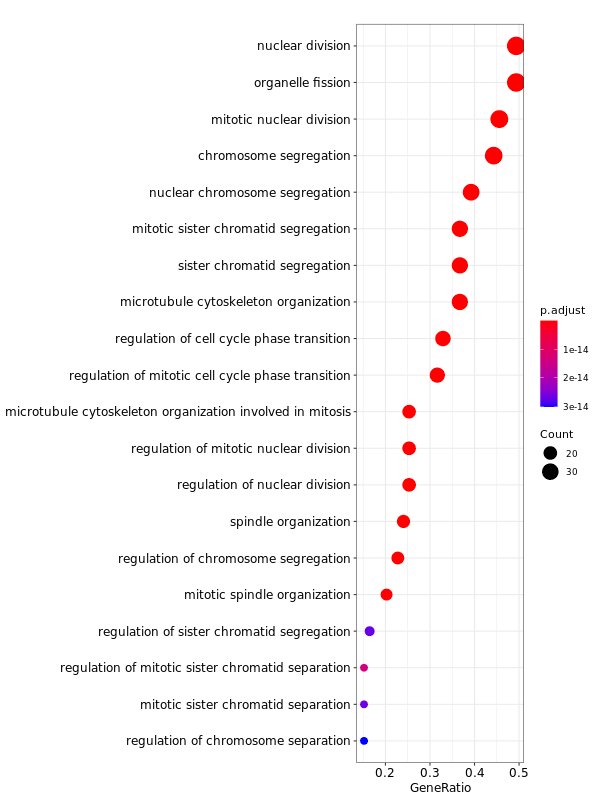 nuclear division
organelle fission
mitotic nuclear division
chromosome segregation
nuclear chromosome segregation
mitotic sister chromatid segregation
sister chromatid segregation
microtubule cytoskeleton organization
regulation of cell cycle phase transition
regulation of mitotic cell cycle phase transition
microtubule cytoskeleton organization involved in mitosis
regulation of mitotic nuclear division
regulation of nuclear division
spindle organization
regulation of chromosome segregation
mitotic spindle organization
regulation of sister chromatid segregation
regulation of mitotic sister chromatid separation
mitotic sister chromatid separation
regulation of chromosome separation
0.2 0.3 0.4 0.5
GeneRatio
p.adjust
1e-14
2e-14
3e-14
Count
20
30